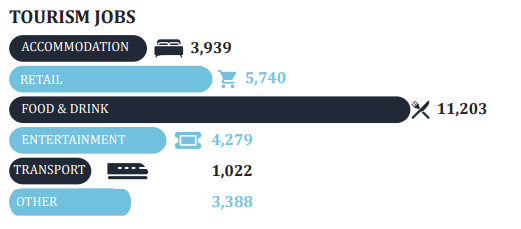 TOURISM JOBS
ACCOMMODATION 3,939
RETAIL 5,740
FOOD & DRINK 11,203
ENTERTAINMENT 4,279
TRANSPORT 1,022
OTHER 3,388